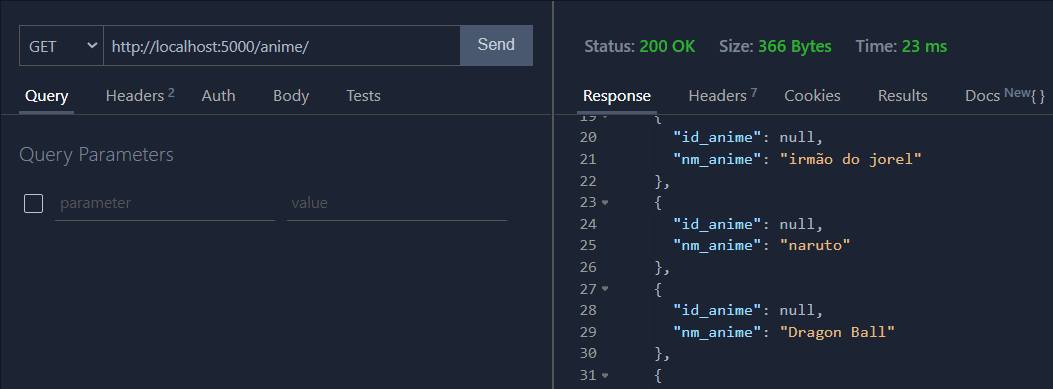 GET http://localhost:5000/anime/ Send
Query Headers 2 Auth Body Tests
Query Parameters
parameter value
Status: 200 OK Size: 366 Bytes Time: 23 ms
Response Headers 7 Cookies Results Docs New { }
19 {
20 "id_anime": null,
21 "nm_anime": "irmão do jorel"
22 },
23 {
24 "id_anime": null,
25 "nm_anime": "naruto"
26 },
27 {
28 "id_anime": null,
29 "nm_anime": "Dragon Ball"
30 },
31 {